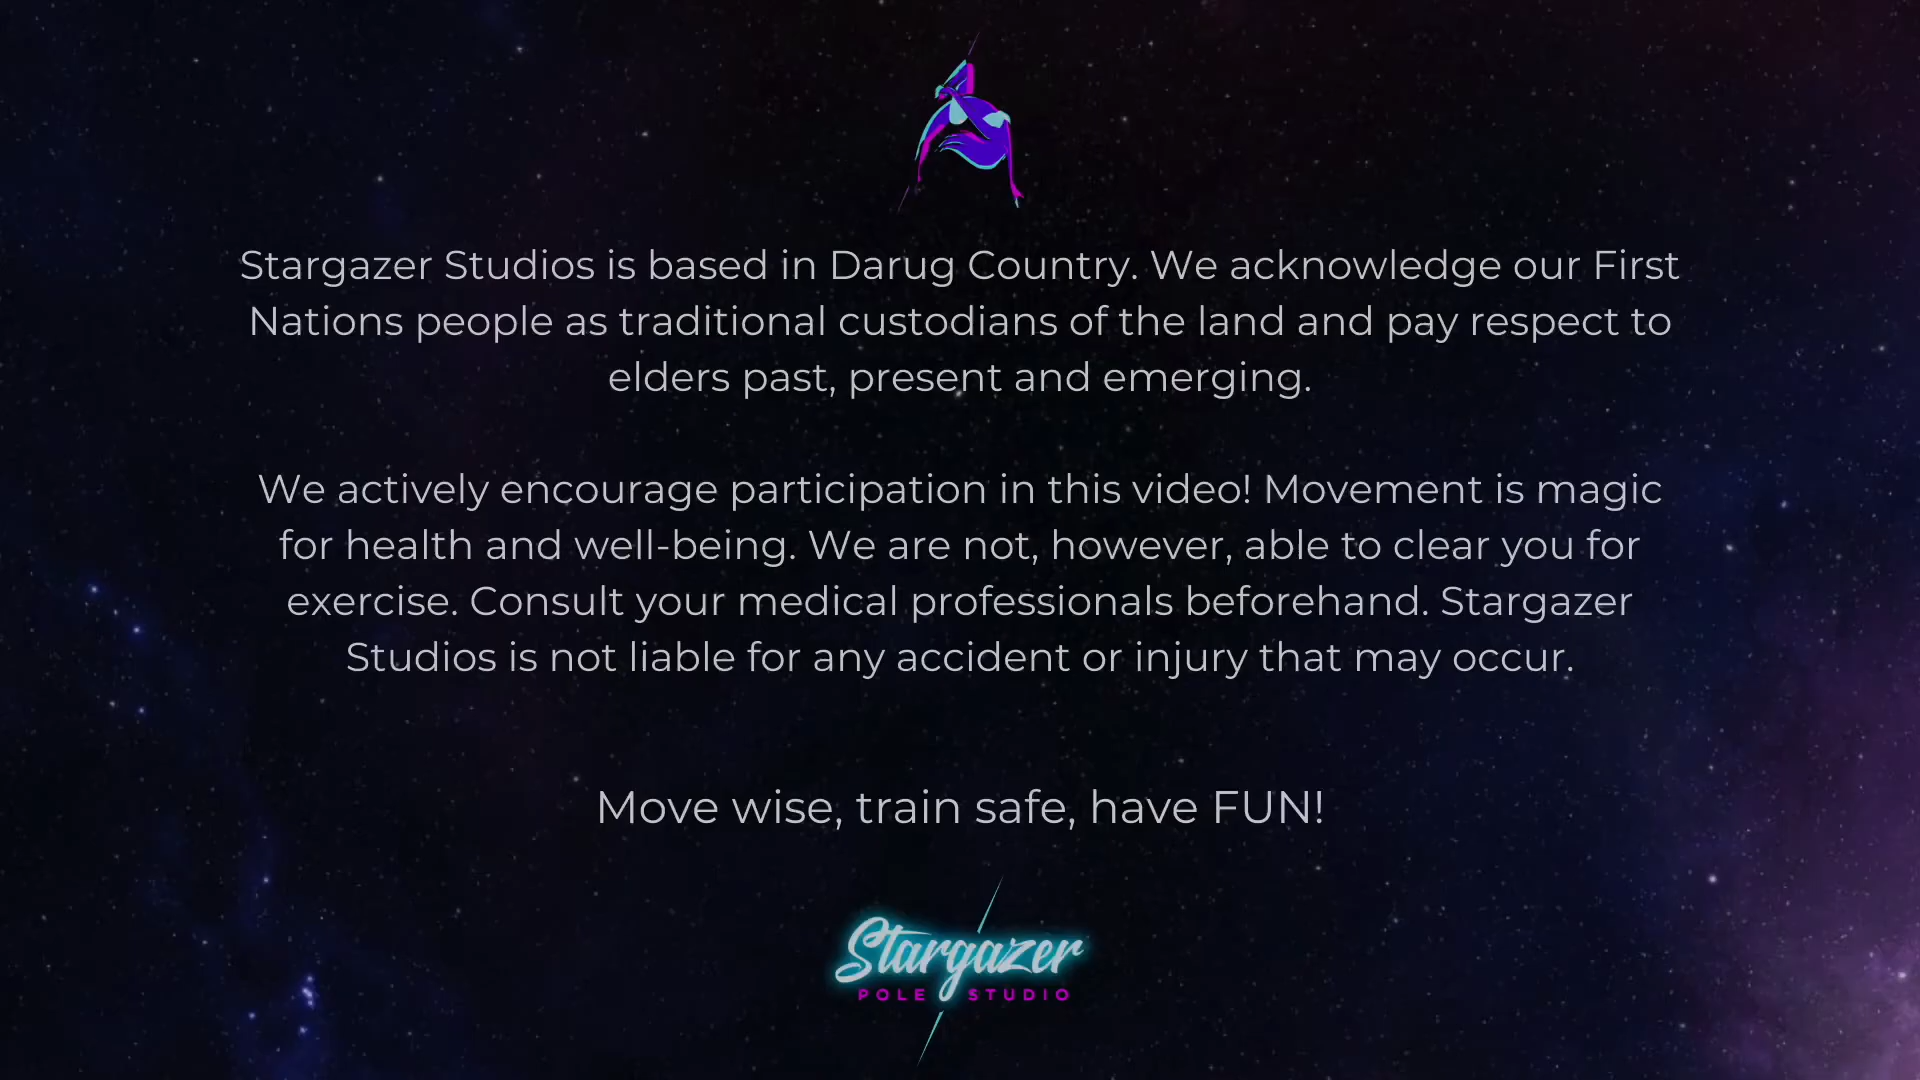 Stargazer Studios is based in Darug Country. We acknowledge our First
Nations people as traditional custodians of the land and pay respect to
elders past, present and emerging.
We actively encourage participation in this video! Movement is magic
for health and well-being. We are not, however, able to clear you for
exercise. Consult your medical professionals beforehand. Stargazer
Studios is not liable for any accident or injury that may occur.
Move wise, train safe, have FUN!
Stargazer
POLE STUDIO